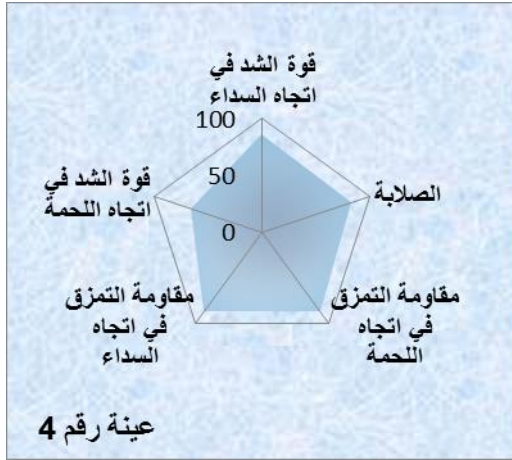 قوة الشد في
اتجاه السداء
100
50
0
الصلابة
مقاومة التمزق
في اتجاه
اللحمة
مقاومة التمزق
في اتجاه
السداء
قوة الشد في
اتجاه اللحمة
عينة رقم 4